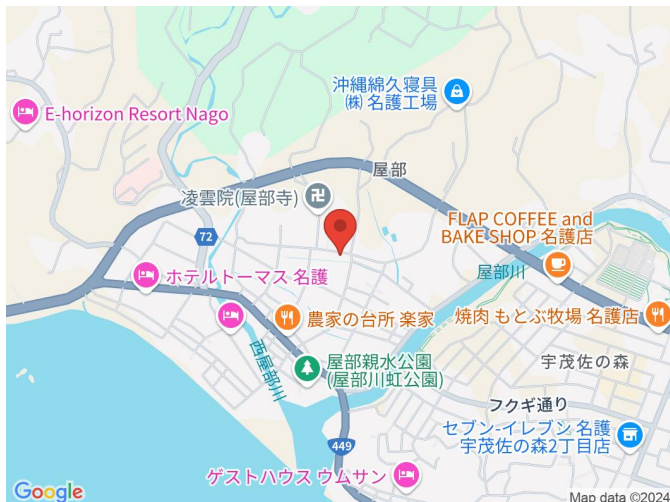 沖縄綿久寝具
㈱ 名護工場
E-horizon Resort Nago
屋部
凌雲院(屋部寺)
FLAP COFFEE and
BAKE SHOP 名護店
72
屋部川
ホテルトーマス 名護
農家の台所 楽家
焼肉 もとぶ牧場 名護店
西屋部川
屋部親水公園
(屋部川虹公園)
宇茂佐の森
フクギ通り
449
セブン-イレブン 名護
宇茂佐の森2丁目店
ゲストハウス ウムサン
Google
Map data ©2024